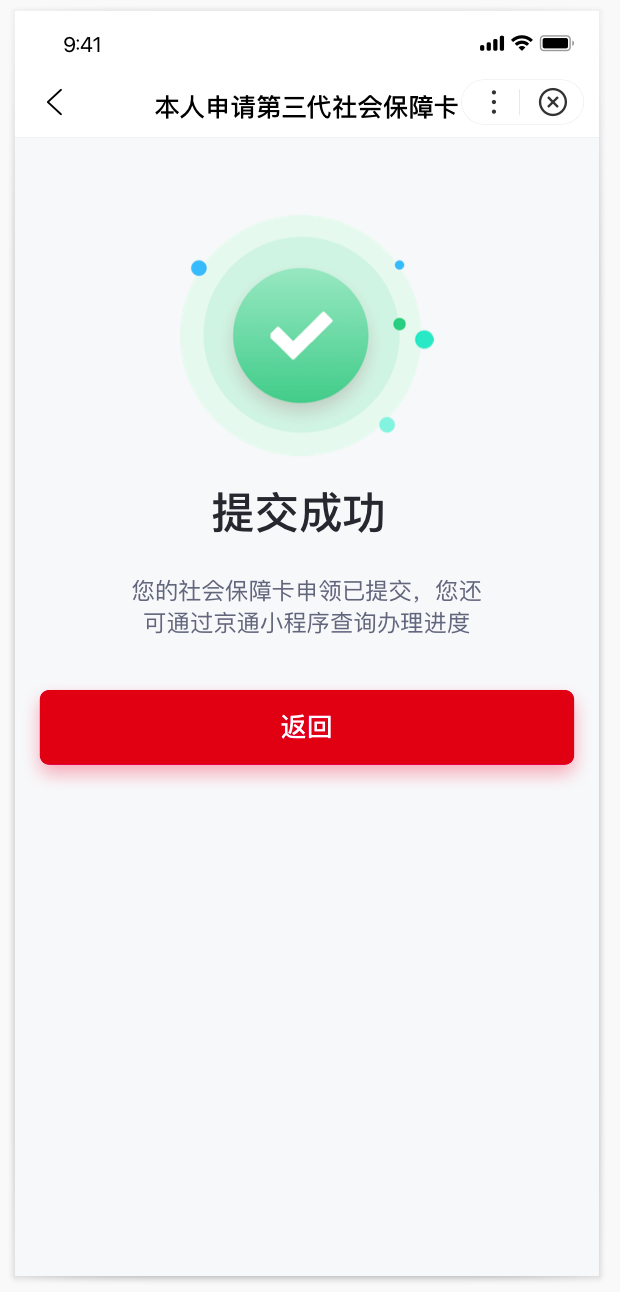 9:41
本人申请第三代社会保障卡
提交成功
您的社会保障卡申领已提交，您还
可通过京通小程序查询办理进度
返回